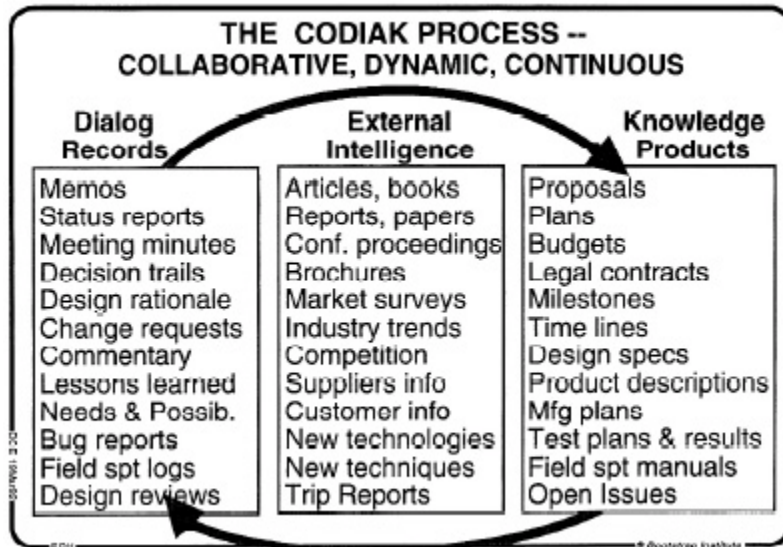 THE CODIAK PROCESS --
COLLABORATIVE, DYNAMIC, CONTINUOUS
Dialog
Records
Memos
Status reports
Meeting minutes
Decision trails
Design rationale
Change requests
Commentary
Lessons learned
Needs & Possib.
Bug reports
Field spt logs
Design reviews
External
Intelligence
Articles, books
Reports, papers
Conf. proceedings
Brochures
Market surveys
Industry trends
Competition
Suppliers info
Customer info
New technologies
New techniques
Trip Reports
Knowledge
Products
Proposals
Plans
Budgets
Legal contracts
Milestones
Time lines
Design specs
Product descriptions
Mfg plans
Test plans & results
Field spt manuals
Open Issues
Bootstrap Institute